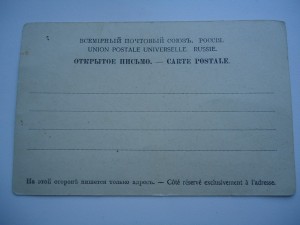 ВСЕМІРНЫЙ ПОЧТОВЫЙ СОЮЗЪ. РОССІЯ.
UNION POSTALE UNIVERSELLE. RUSSIE.
ОТКРЫТОЕ ПИСЬМО. — CARTE POSTALE.
На этой сторонѣ пишется только адресъ. — Côté réservé exclusivement à l'adresse.